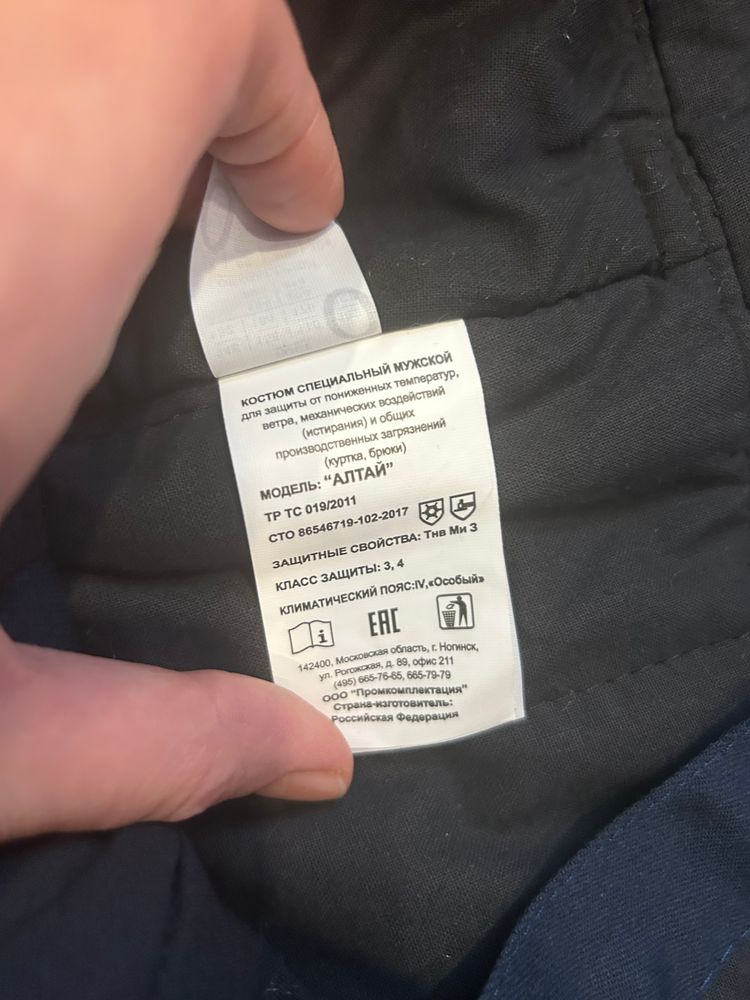 КОСТЮМ СПЕЦИАЛЬНЫЙ МУЖСКОЙ
для защиты от пониженных температур,
ветра, механических воздействий
(истирания) и общих
производственных загрязнений
(куртка, брюки)
МОДЕЛЬ: "АЛТАЙ"
ТР ТС 019/2011
СТО 86546719-102-2017
ЗАЩИТНЫЕ СВОЙСТВА: Тнв Ми З
КЛАСС ЗАЩИТЫ: 3, 4
КЛИМАТИЧЕСКИЙ ПОЯС:IV,«Особый»
i EAC
142400, Московская область, г. Ногинск,
ул. Рогожская, д. 89, офис 211
(495) 665-76-65, 665-79-79
ООО "Промкомплектация"
Страна-изготовитель:
Российская Федерация